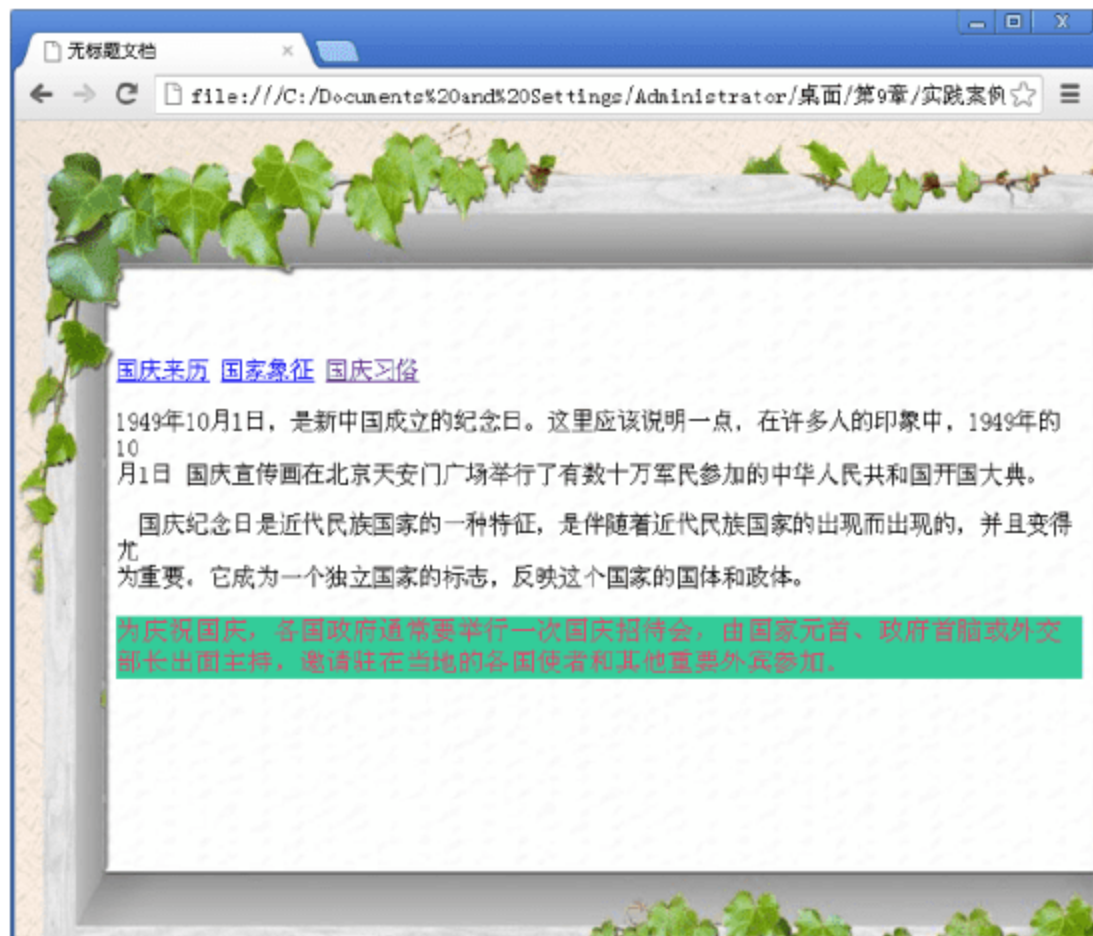 无标题文档
file:///C:/Documents%20and%20Settings/Administrator/桌面/第9章/实践案例
国庆来历 国家象征 国庆习俗
1949年10月1日，是新中国成立的纪念日。这里应该说明一点，在许多人的印象中，1949年的
10
月1日 国庆宣传画在北京天安门广场举行了有数十万军民参加的中华人民共和国开国大典。
国庆纪念日是近代民族国家的一种特征，是伴随着近代民族国家的出现而出现的，并且变得
尤
为重要。它成为一个独立国家的标志，反映这个国家的国体和政体。
为庆祝国庆，各国政府通常要举行一次国庆招待会，由国家元首、政府首脑或外交
部长出面主持，邀请驻在当地的各国使者和其他重要外宾参加。